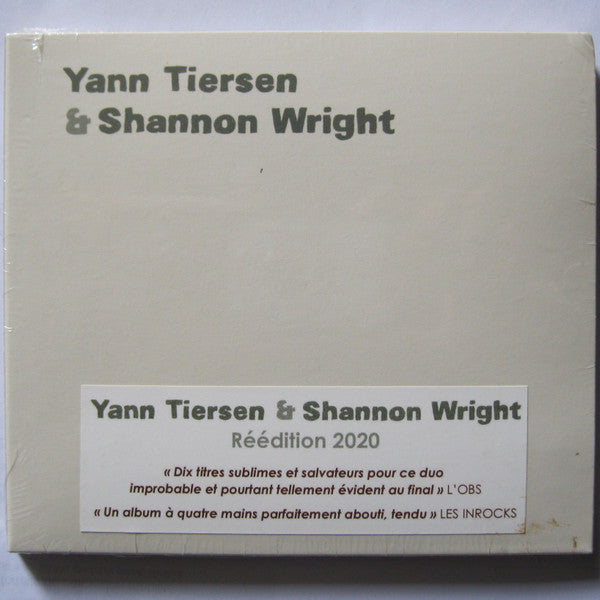 Yann Tiersen
& Shannon Wright
Yann Tiersen & Shannon Wright
Réédition 2020
« Dix titres sublimes et salvateurs pour ce duo
improbable et pourtant tellement évident au final » L'OBS
« Un album à quatre mains parfaitement abouti, tendu » LES INROCKS